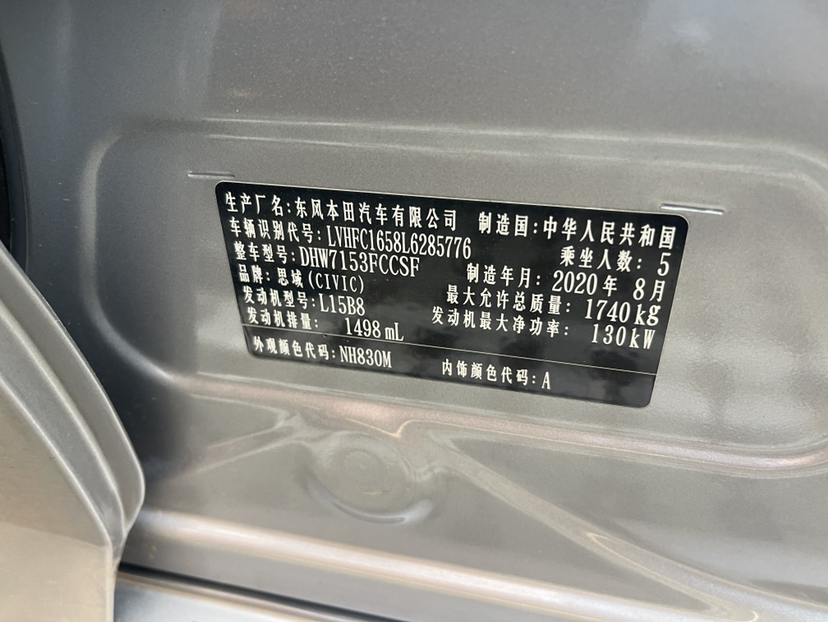 生产厂名:东风本田汽车有限公司 制造国:中华人民共和国
车辆识别代号:LVHFC1658L6285776 乘坐人数:5
整车型号:DHW7153FCCSF 制造年月:2020年8月
品牌:思域(CIVIC) 最大允许总质量:1740kg
发动机型号:L15B8 发动机最大净功率:130kW
发动机排量:1498mL
外观颜色代码:NH830M 内饰颜色代码:A